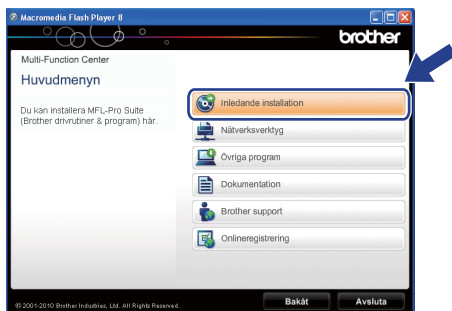 Macromedia Flash Player 8
brother
Multi-Function Center
Huvudmenyn
Du kan installera MFL-Pro Suite
(Brother drivrutiner & program) här.
Inledande installation
Nätverksverktyg
Övriga program
Dokumentation
Brother support
Onlineregistrering
© 2001-2010 Brother Industries, Ltd. All Rights Reserved.
Bakåt
Avsluta